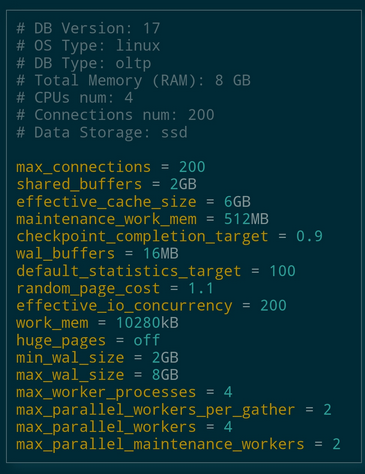 # DB Version: 17
# OS Type: linux
# DB Type: oltp
# Total Memory (RAM): 8 GB
# CPUs num: 4
# Connections num: 200
# Data Storage: ssd

max_connections = 200
shared_buffers = 2GB
effective_cache_size = 6GB
maintenance_work_mem = 512MB
checkpoint_completion_target = 0.9
wal_buffers = 16MB
default_statistics_target = 100
random_page_cost = 1.1
effective_io_concurrency = 200
work_mem = 10280kB
huge_pages = off
min_wal_size = 2GB
max_wal_size = 8GB
max_worker_processes = 4
max_parallel_workers_per_gather = 2
max_parallel_workers = 4
max_parallel_maintenance_workers = 2